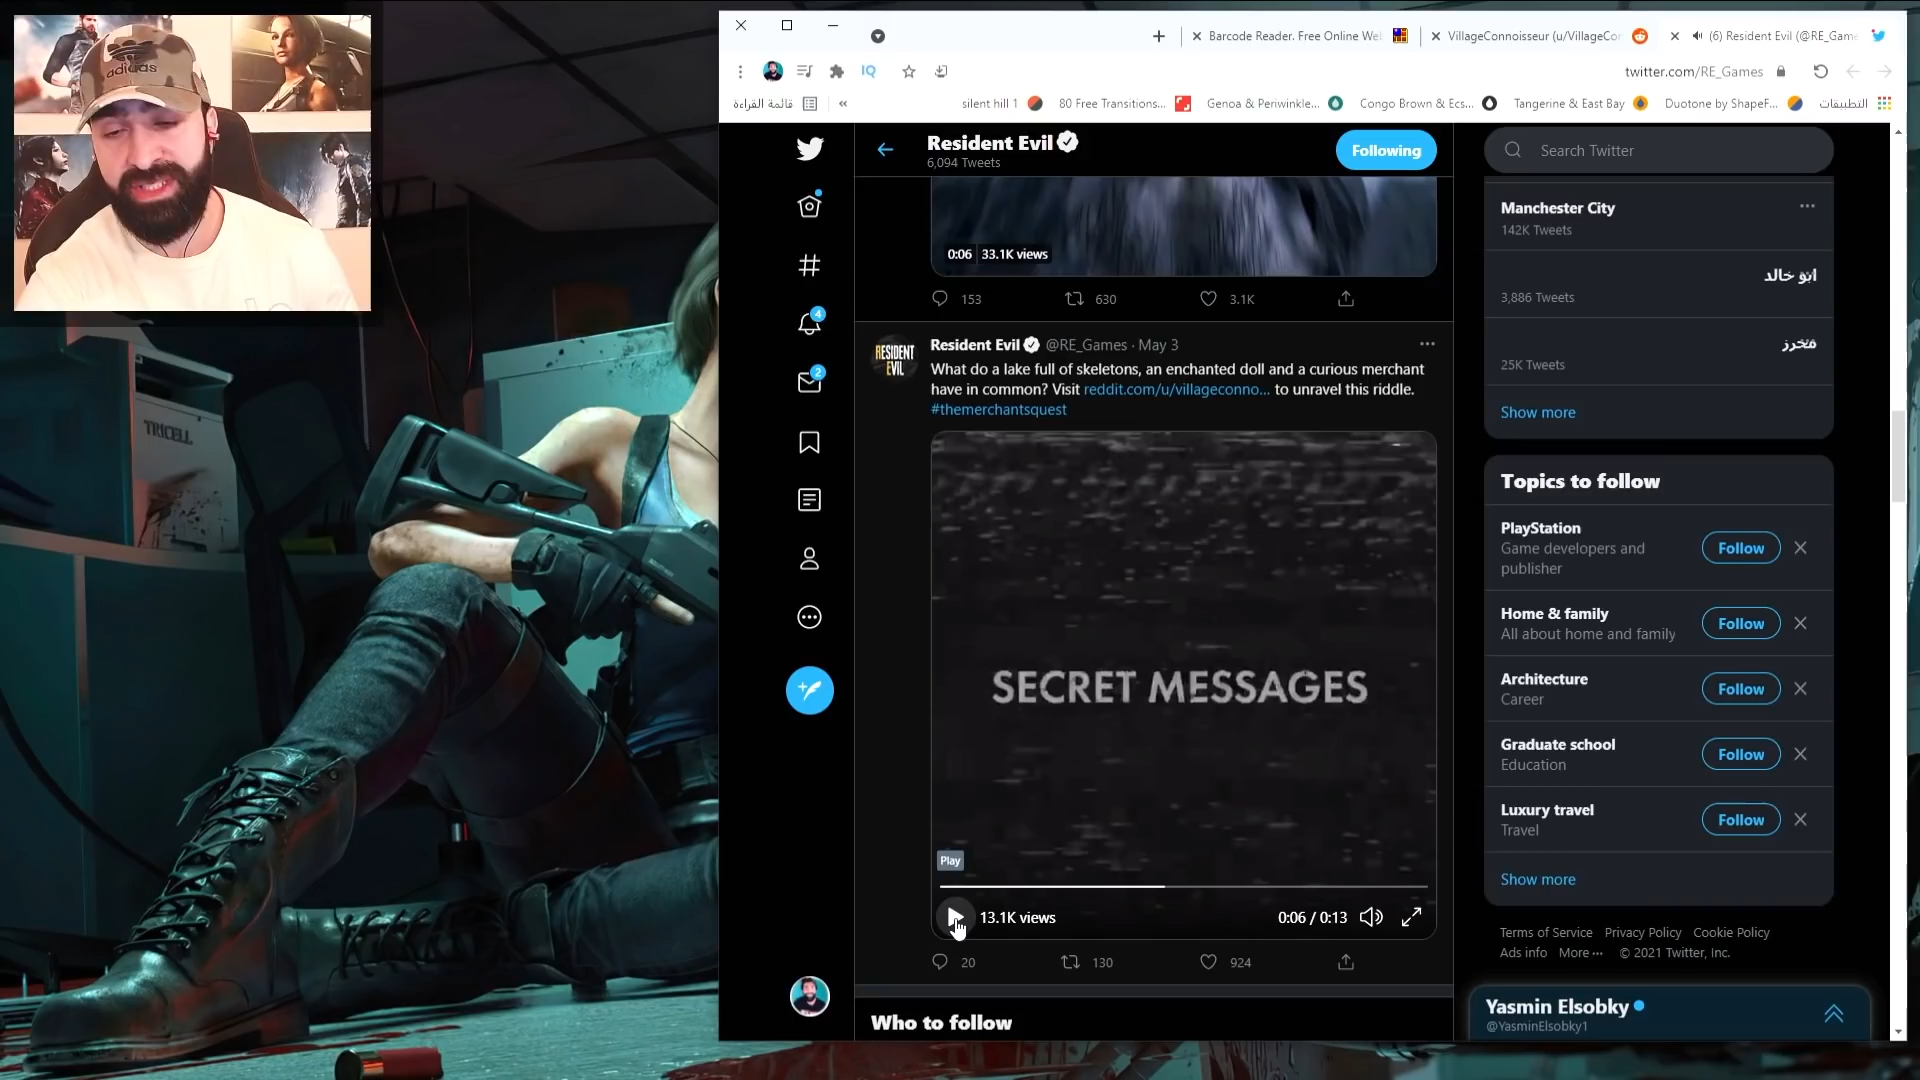 adidas
TRICELL
Barcode Reader. Free Online We
VillageConnoisseur (u/VillageCon
(6) Resident Evil (@RE_Game
IQ
twitter.com/RE_Games
قائمة القراءة
»
silent hill 1
80 Free Transitions...
Genoa & Periwinkle...
Congo Brown & Ecs...
Tangerine & East Bay
Duotone by ShapeF...
التطبيقات
Resident Evil
6,094 Tweets
Following
Search Twitter
0:06 33.1K views
153
630
3.1K
RESIDENT EVIL
Resident Evil @RE_Games · May 3
What do a lake full of skeletons, an enchanted doll and a curious merchant
have in common? Visit reddit.com/u/villageconno... to unravel this riddle.
#themerchantsquest
SECRET MESSAGES
Play
13.1K views
0:06 / 0:13
20
130
924
Who to follow
4
2
Manchester City
142K Tweets
ابو خالد
3,886 Tweets
25K Tweets
Show more
Topics to follow
PlayStation
Game developers and
publisher
Follow
Home & family
All about home and family
Follow
Architecture
Career
Follow
Graduate school
Education
Follow
Luxury travel
Travel
Follow
Show more
Terms of Service Privacy Policy Cookie Policy
Ads info More ··· © 2021 Twitter, Inc.
Yasmin Elsobky
@YasminElsobky1